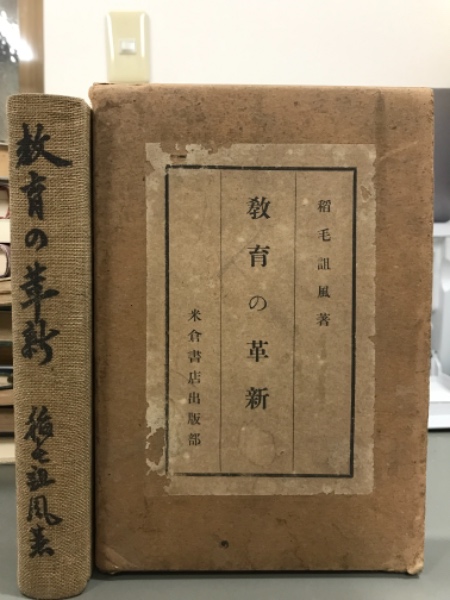 教育の革新
稻毛詛風著
稻毛詛風著
教育の革新
米倉書店出版部